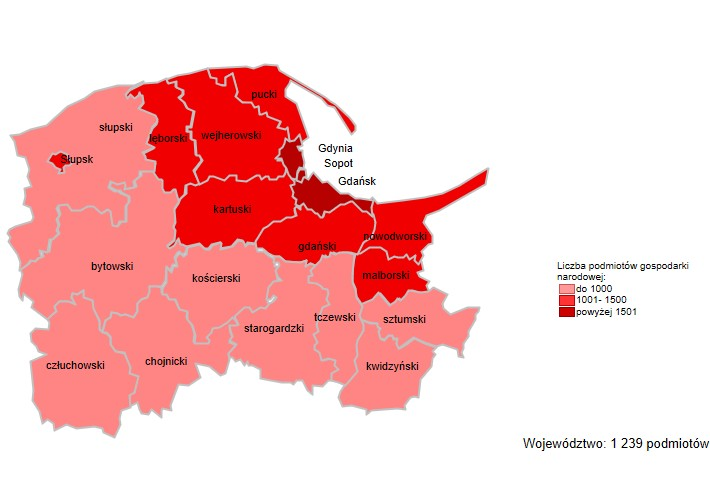 pucki
słupski
lęborski
wejherowski
Gdynia
Sopot
Słupsk
Gdańsk
kartuski
nowodworski
gdański
bytowski
kościerski
malborski
Liczba podmiotów gospodarki
narodowej:
do 1000
1001- 1500
powyżej 1501
tczewski
sztumski
starogardzki
chojnicki
człuchowski
kwidzyński
Województwo: 1 239 podmiotów